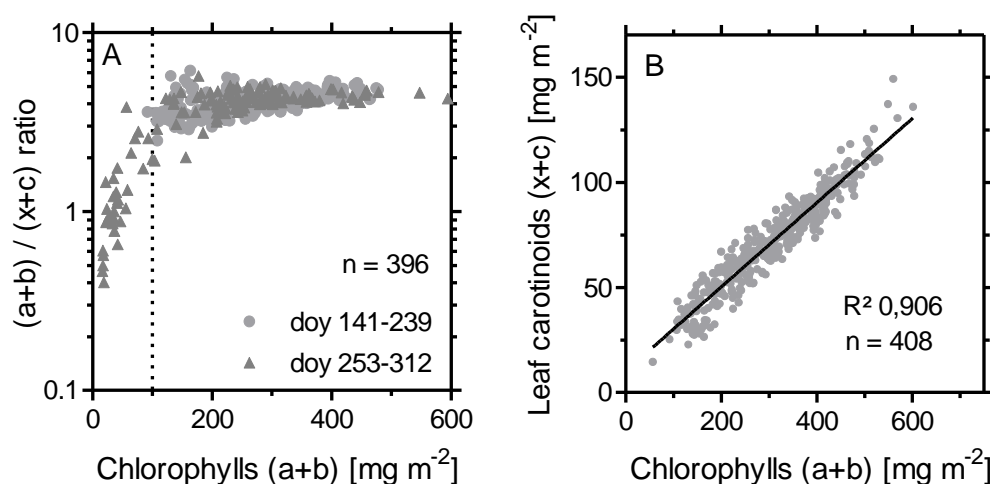 A
(a+b) / (x+c) ratio
10
1
0.1
n = 396
doy 141-239
doy 253-312
0 200 400 600
Chlorophylls (a+b) [mg m-2]
B
Leaf carotinoids (x+c) [mg m-2]
150
100
50
0
R² 0,906
n = 408
0 200 400 600
Chlorophylls (a+b) [mg m-2]